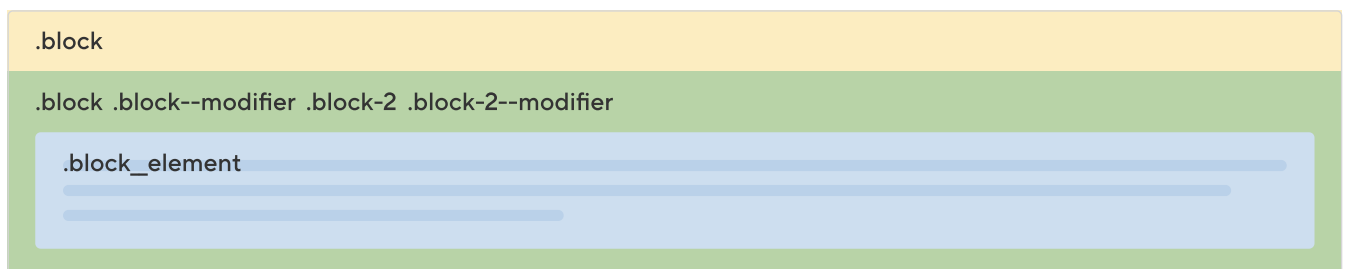 .block
.block .block--modifier .block-2 .block-2--modifier
.block_element